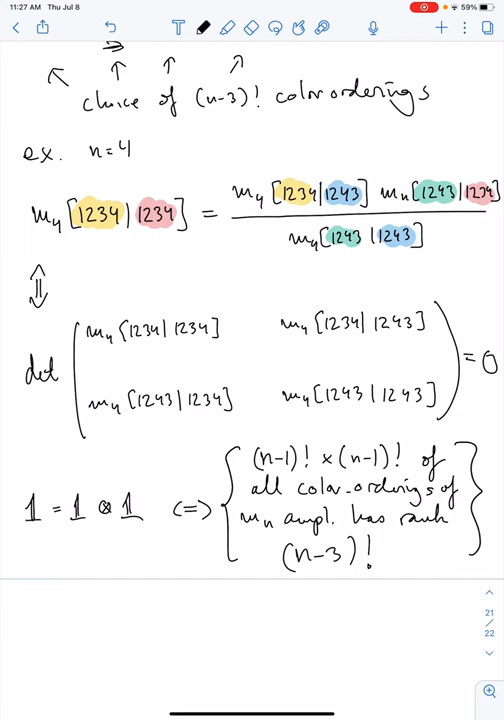 11:27 AM Thu Jul 8
59%
choice of (n-3)! color orderings
ex. n=4
m4 [1234|1234] = m4 [1234|1243] m4 [1243|1234]
m4 [1243|1243]
⇕
det ( m4 [1234|1234] m4 [1234|1243]
m4 [1243|1234] m4 [1243|1243] ) = 0
𝟙 = 𝟙 ⊗ 𝟙 <=> { (n-1)! × (n-1)! of
all color-orderings of
mn ampl. has rank
(n-3)! }
21
/
22